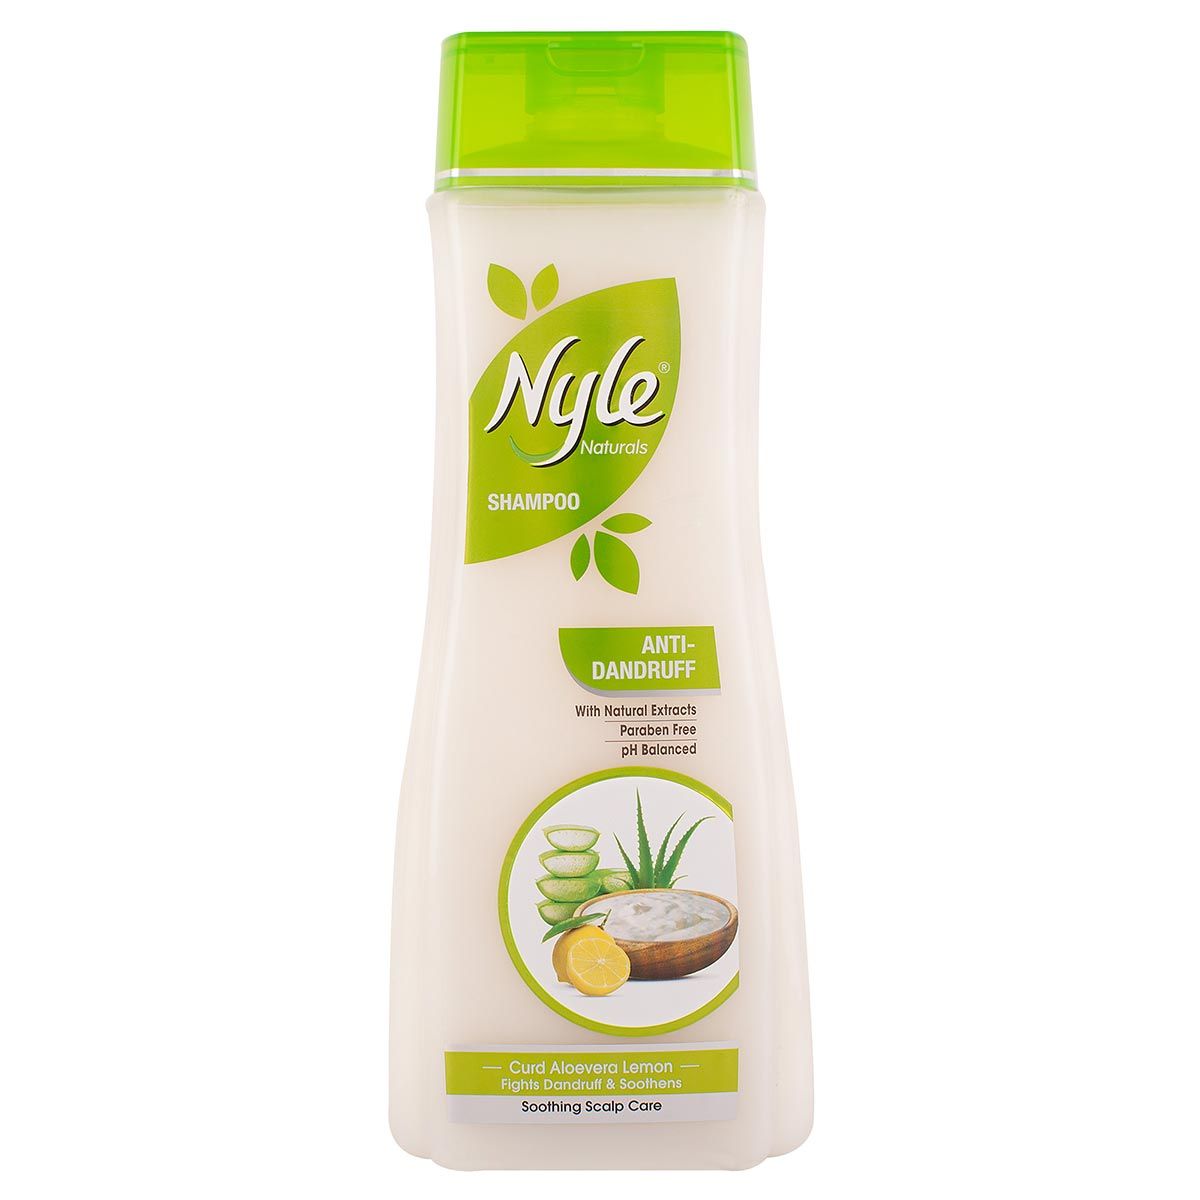 Nyle®
Naturals
SHAMPOO
ANTI-
DANDRUFF
With Natural Extracts
Paraben Free
pH Balanced
Curd Aloevera Lemon
Fights Dandruff & Soothens
Soothing Scalp Care